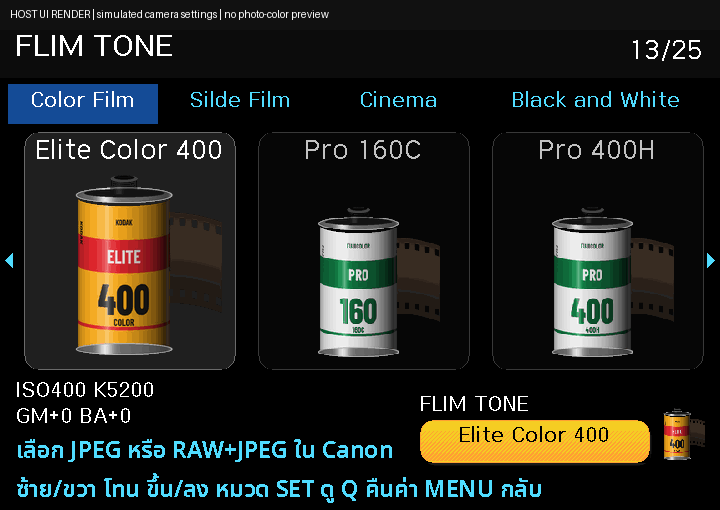 HOST UI RENDER | simulated camera settings | no photo-color preview
FLIM TONE
13/25
Color Film
Silde Film
Cinema
Black and White
Elite Color 400
Pro 160C
Pro 400H
KODAK
ELITE
400
COLOR
PRO
160
160C
PRO
400
400H
ISO400 K5200
GM+0 BA+0
FLIM TONE
Elite Color 400
ELITE
400
เลือก JPEG หรือ RAW+JPEG ใน Canon
ซ้าย/ขวา โทน ขึ้น/ลง หมวด SET ดู Q คืนค่า MENU กลับ